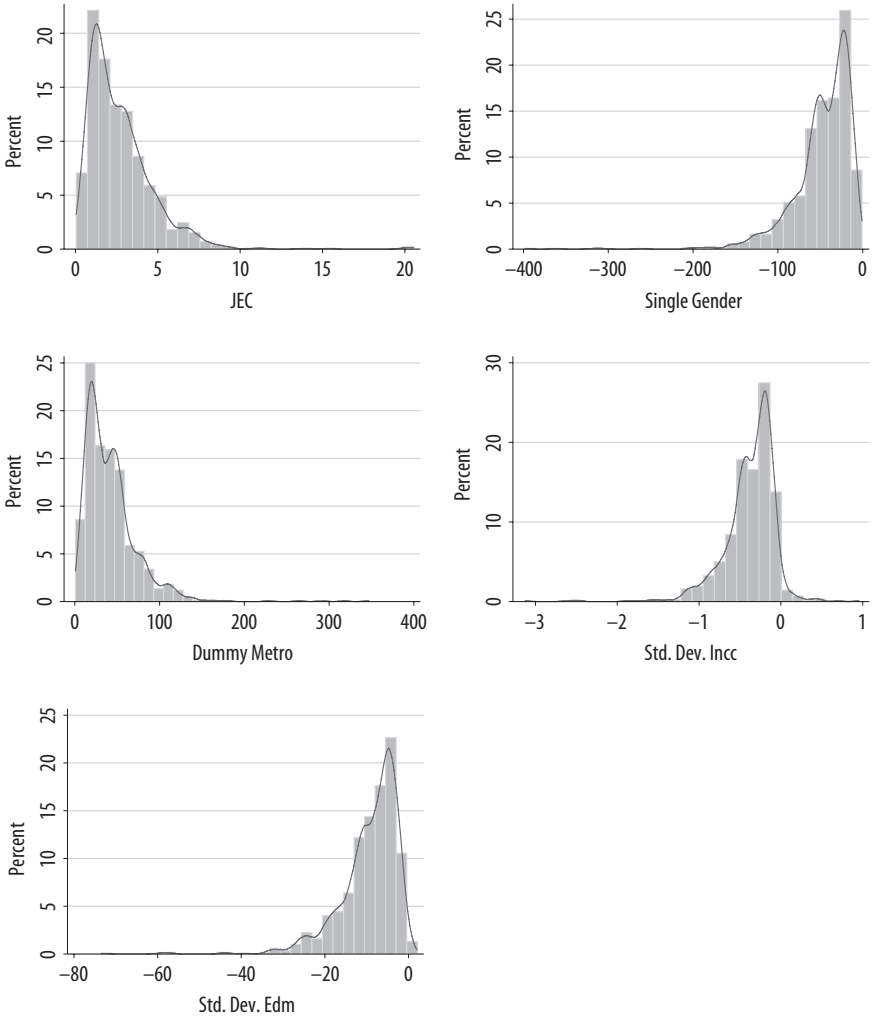 Percent
0 5 10 15 20
0 5 10 15 20
JEC
Percent
0 5 10 15 20 25
−400 −300 −200 −100 0
Single Gender
Percent
0 5 10 15 20 25
0 100 200 300 400
Dummy Metro
Percent
0 10 20 30
−3 −2 −1 0 1
Std. Dev. Incc
Percent
0 5 10 15 20 25
−80 −60 −40 −20 0
Std. Dev. Edm